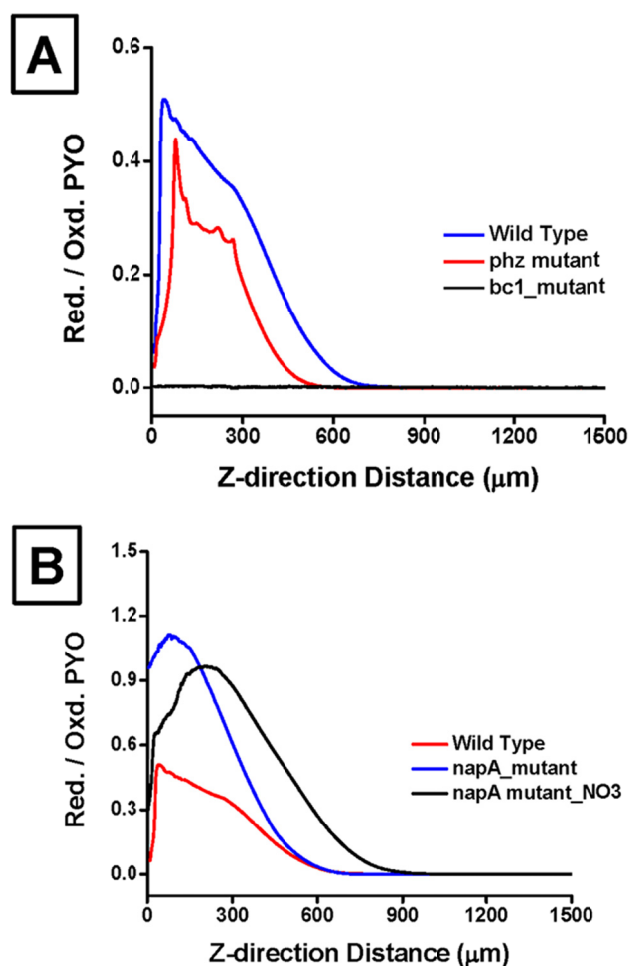 A
0.6
0.4
0.2
0.0
Red. / Oxd. PYO
Wild Type
phz mutant
bc1_mutant
0 300 600 900 1200 1500
Z-direction Distance (μm)
B
1.5
1.2
0.9
0.6
0.3
0.0
Red. / Oxd. PYO
Wild Type
napA_mutant
napA mutant_NO3
0 300 600 900 1200 1500
Z-direction Distance (μm)